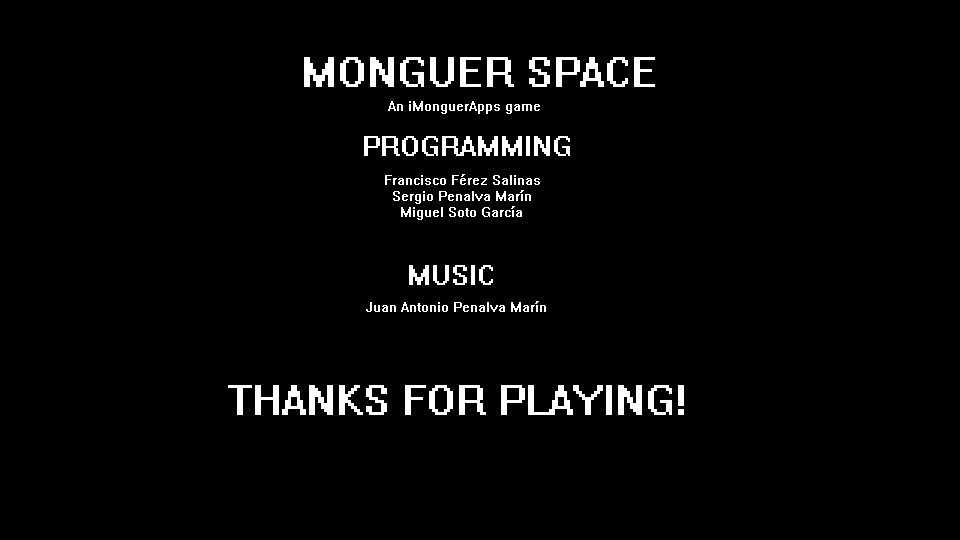 MONGUER SPACE
An iMonguerApps game
PROGRAMMING
Francisco Férez Salinas
Sergio Penalva Marín
Miguel Soto García
MUSIC
Juan Antonio Penalva Marín
THANKS FOR PLAYING!